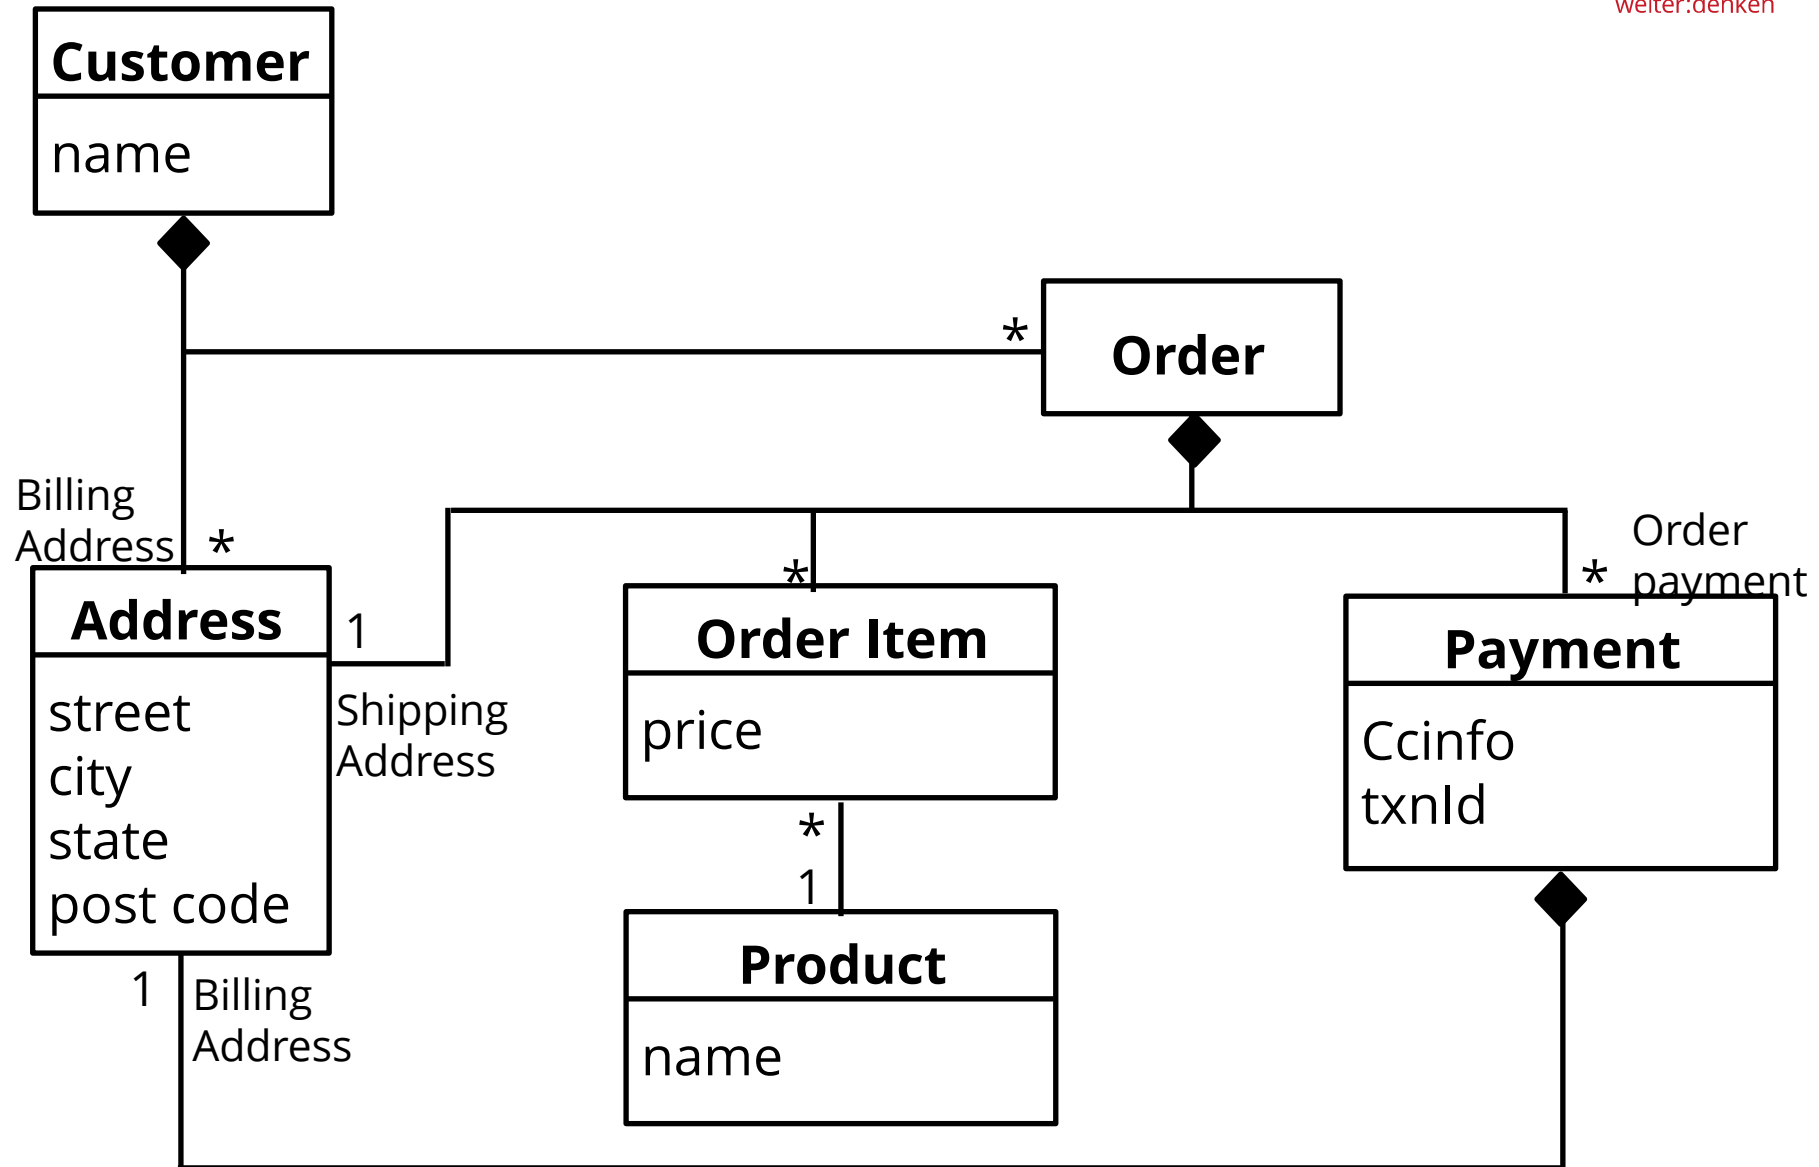 weiter:denken
Customer
name
*
Order
Billing
Address
*
Address
street
city
state
post code
1
Shipping
Address
*
Order Item
price
Order
payment
*
Payment
Ccinfo
txnId
*
1
Product
name
1
Billing
Address